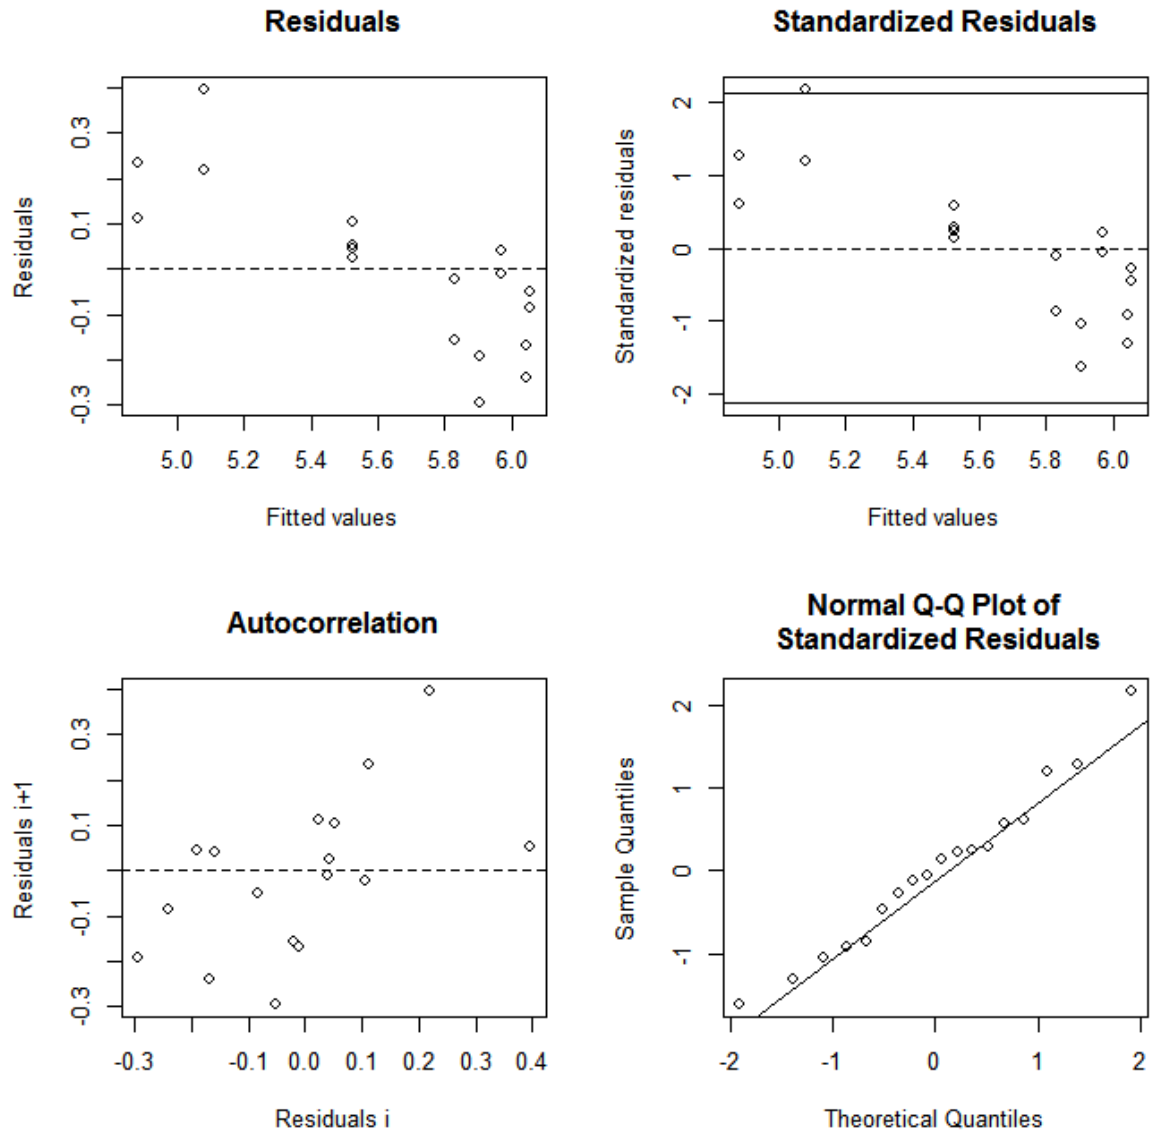 Residuals
Standardized Residuals
Residuals
0.3
0.1
-0.1
-0.3
5.0 5.2 5.4 5.6 5.8 6.0
Fitted values
Standardized residuals
2
1
0
-1
-2
5.0 5.2 5.4 5.6 5.8 6.0
Fitted values
Autocorrelation
Normal Q-Q Plot of
Standardized Residuals
Residuals i+1
0.3
0.1
-0.1
-0.3
-0.3 -0.1 0.0 0.1 0.2 0.3 0.4
Residuals i
Sample Quantiles
2
1
0
-1
-2 -1 0 1 2
Theoretical Quantiles